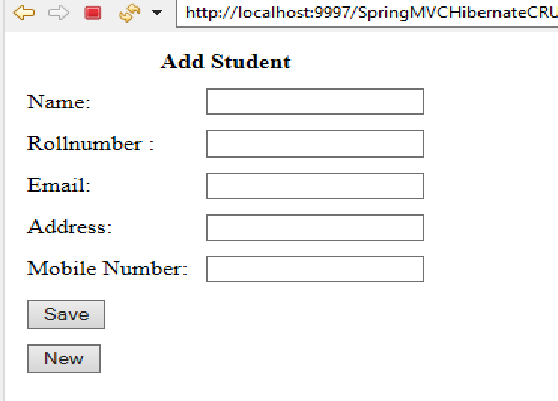 http://localhost:9997/SpringMVCHibernateCRU
Add Student
Name:
Rollnumber :
Email:
Address:
Mobile Number:
Save
New